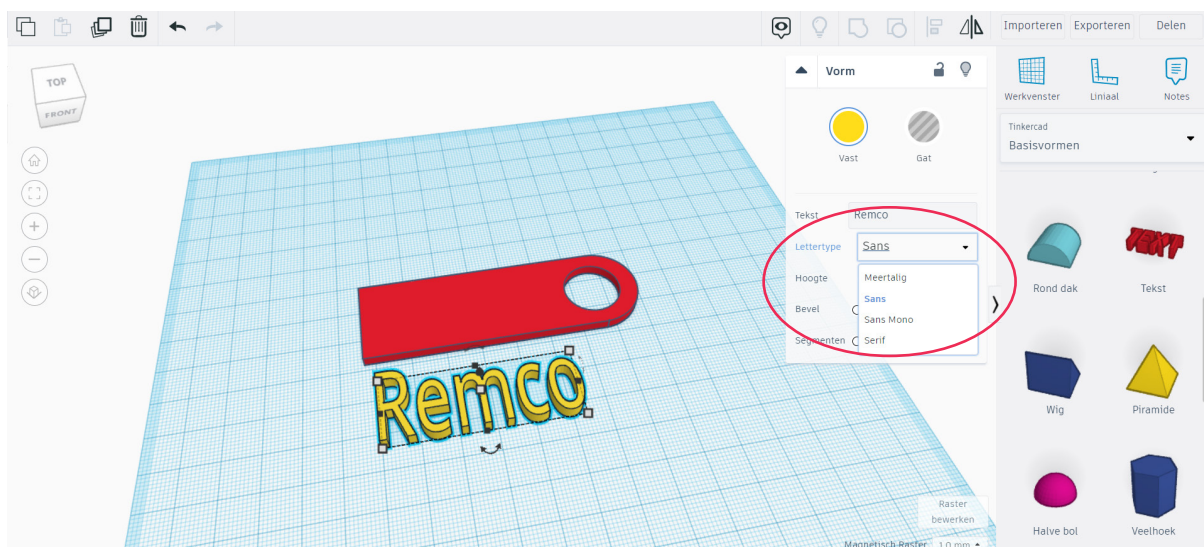 Importeren Exporteren Delen
TOP
FRONT
Vorm
Werkvenster Liniaal Notes
Vast Gat
Tinkercad
Basisvormen
Tekst Remco
Lettertype Sans
Hoogte
Meertalig
Sans
Bevel
Sans Mono
Segmenten
Serif
Rond dak Tekst
TEXT
Remco
Wig Piramide
Raster
bewerken
Halve bol Veelhoek
Magnetisch Raster 1.0 mm